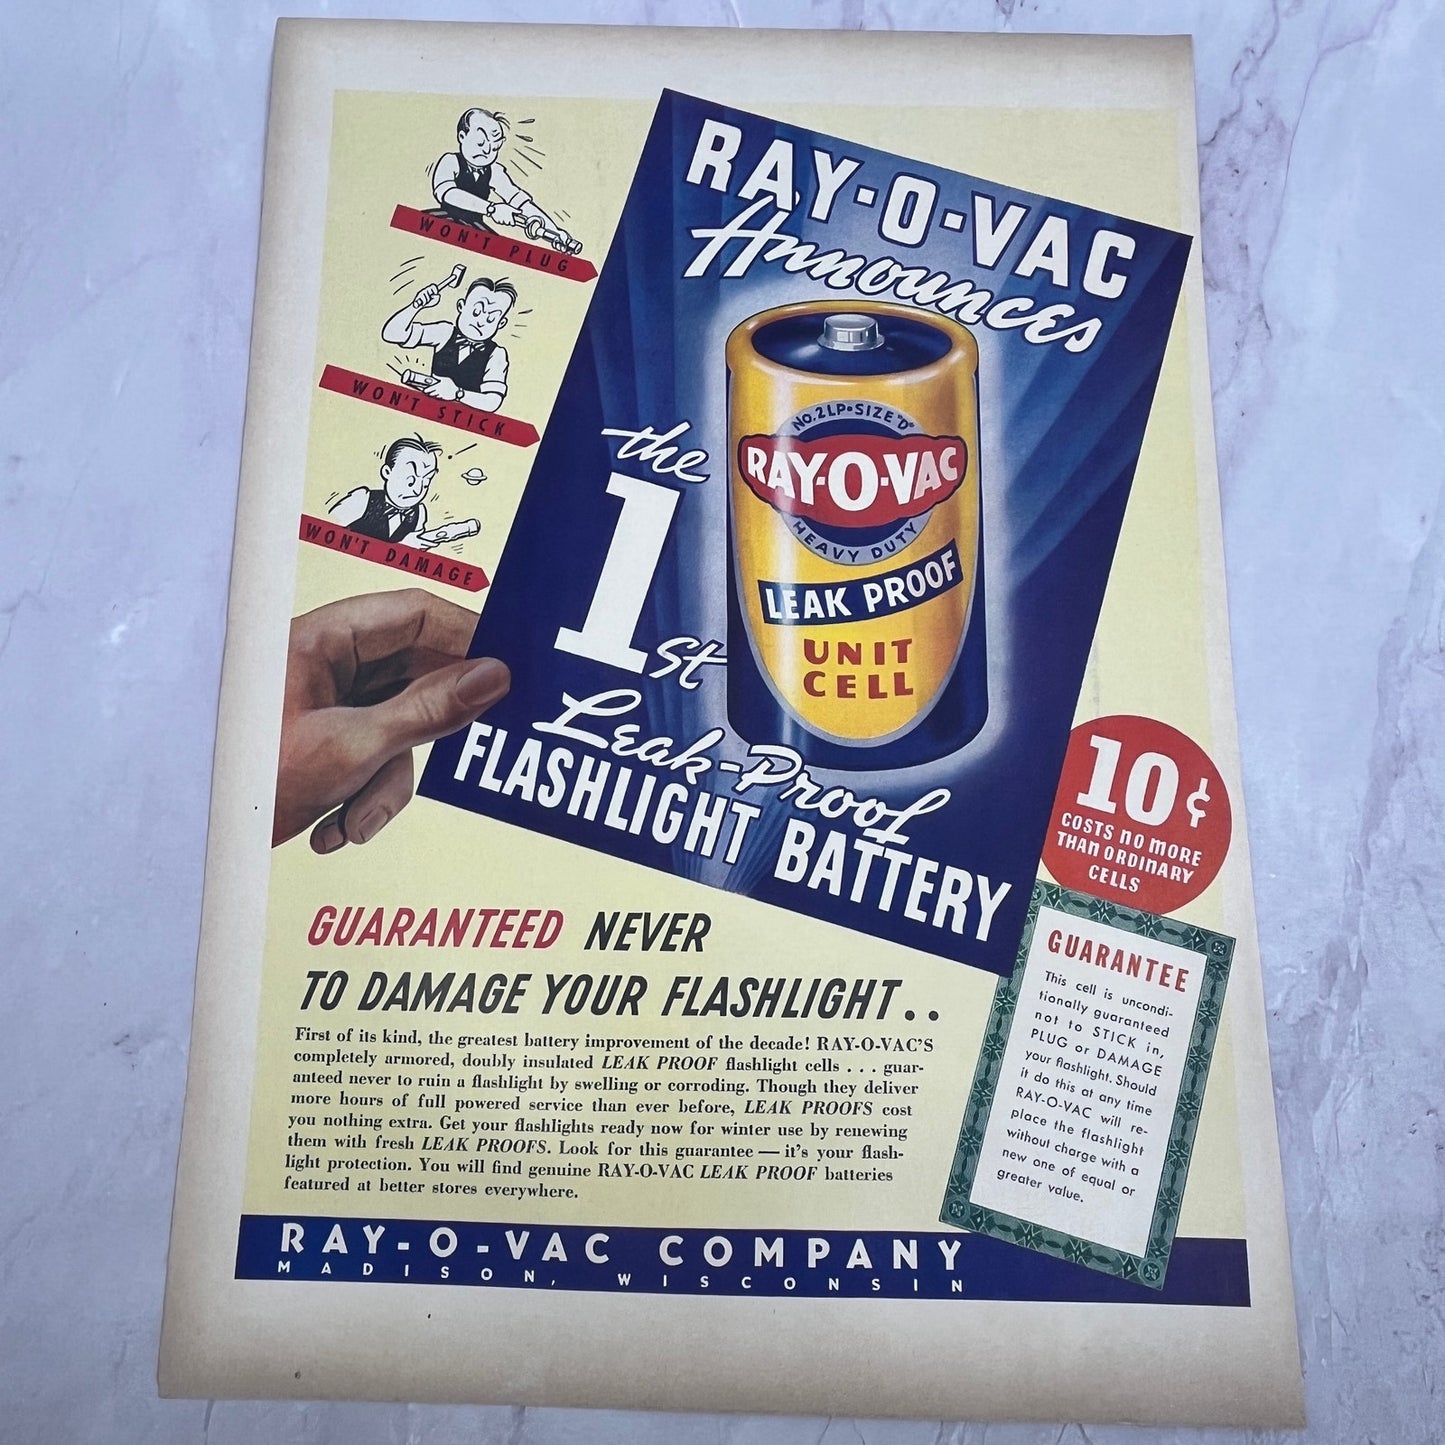 RAY-O-VAC
Announces
WON'T PLUG
WON'T STICK
WON'T DAMAGE
the
1st
No. 2 LP • SIZE "D"
RAY-O-VAC
HEAVY DUTY
LEAK PROOF
UNIT
CELL
Leak-Proof
FLASHLIGHT BATTERY
10¢
COSTS NO MORE
THAN ORDINARY
CELLS
GUARANTEED NEVER
TO DAMAGE YOUR FLASHLIGHT..
First of its kind, the greatest battery improvement of the decade! RAY-O-VAC'S
completely armored, doubly insulated LEAK PROOF flashlight cells . . . guar-
anteed never to ruin a flashlight by swelling or corroding. Though they deliver
more hours of full powered service than ever before, LEAK PROOFS cost
you nothing extra. Get your flashlights ready now for winter use by renewing
them with fresh LEAK PROOFS. Look for this guarantee — it's your flash-
light protection. You will find genuine RAY-O-VAC LEAK PROOF batteries
featured at better stores everywhere.
GUARANTEE
This cell is uncondi-
tionally guaranteed
not to STICK in,
PLUG or DAMAGE
your flashlight. Should
it do this at any time
RAY-O-VAC will re-
place the flashlight
without charge with a
new one of equal or
greater value.
RAY-O-VAC COMPANY
MADISON, WISCONSIN